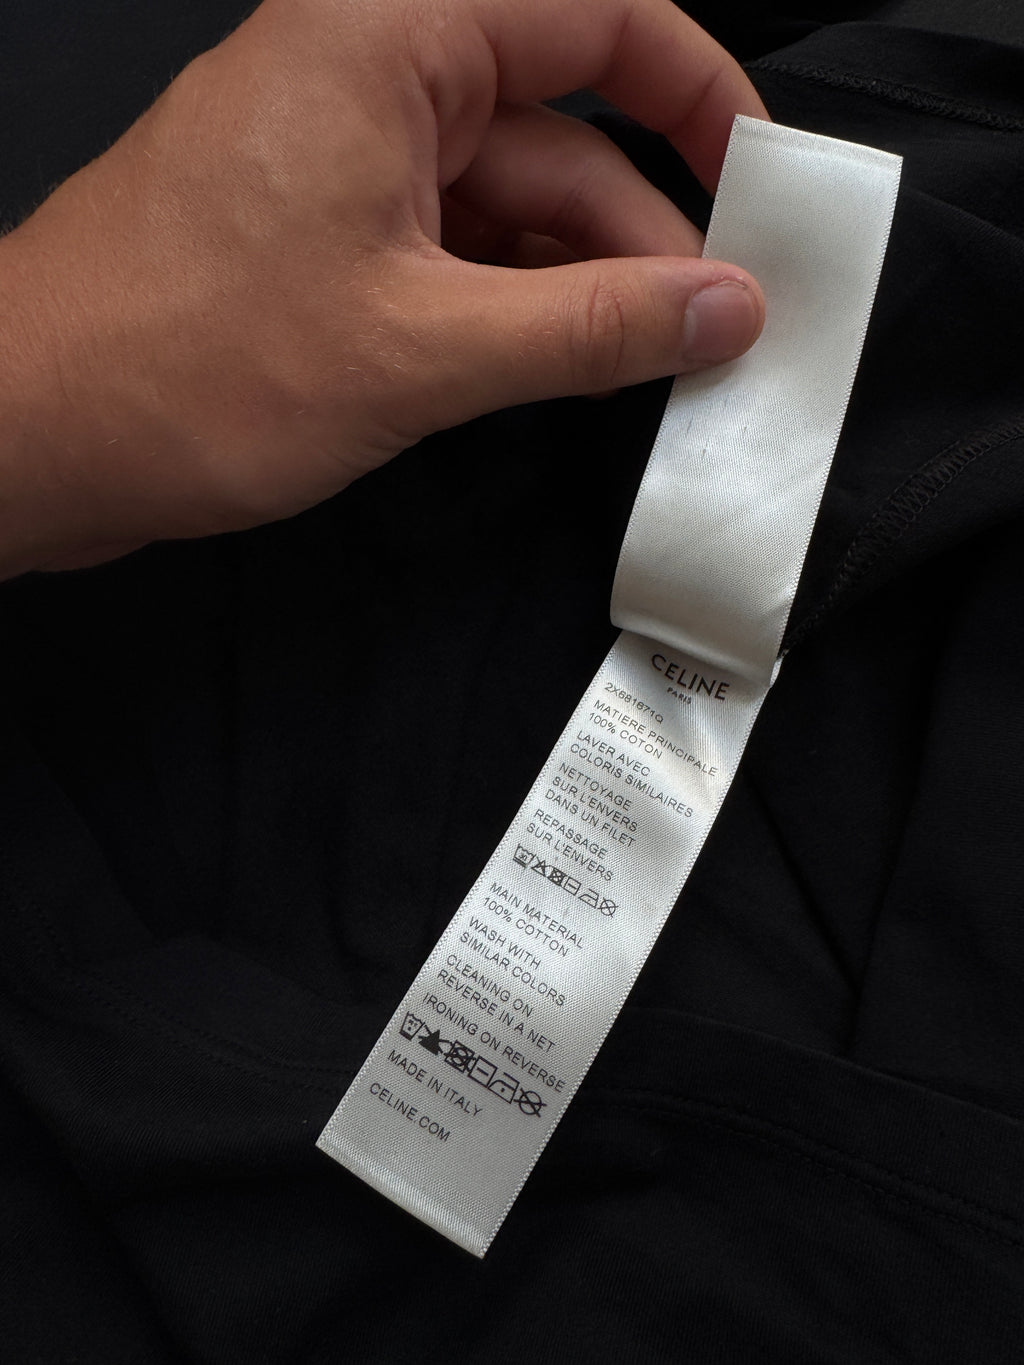 CELINE
PARIS
2X681671Q
MATIERE PRINCIPALE
100% COTON
LAVER AVEC
COLORIS SIMILAIRES
NETTOYAGE
SUR L'ENVERS
DANS UN FILET
REPASSAGE
SUR L'ENVERS
MAIN MATERIAL
100% COTTON
WASH WITH
SIMILAR COLORS
CLEANING ON
REVERSE IN A NET
IRONING ON REVERSE
MADE IN ITALY
CELINE.COM